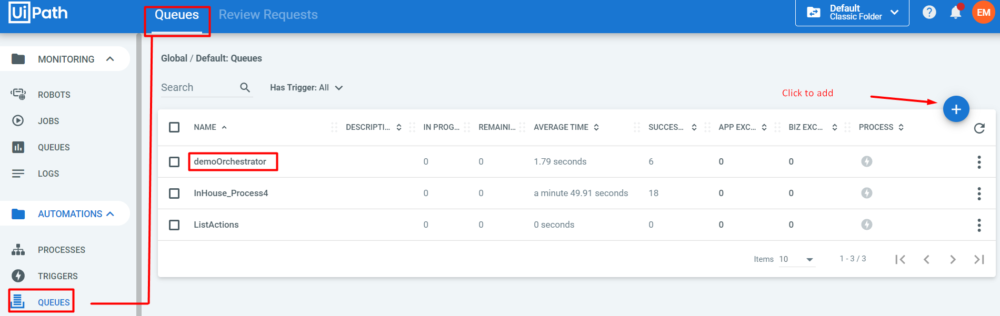 UiPath
Queues
Review Requests
Default
Classic Folder
?
EM
MONITORING
ROBOTS
JOBS
QUEUES
LOGS
AUTOMATIONS
PROCESSES
TRIGGERS
QUEUES
Global / Default: Queues
Search
Has Trigger: All
Click to add
+
NAME DESCRIPTI... IN PROG... REMAINI... AVERAGE TIME SUCCES... APP EXC... BIZ EXC... PROCESS
demoOrchestrator 0 0 1.79 seconds 6 0 0
InHouse_Process4 0 0 a minute 49.91 seconds 18 0 0
ListActions 0 0 0 seconds 0 0 0
Items 10 1 - 3 / 3